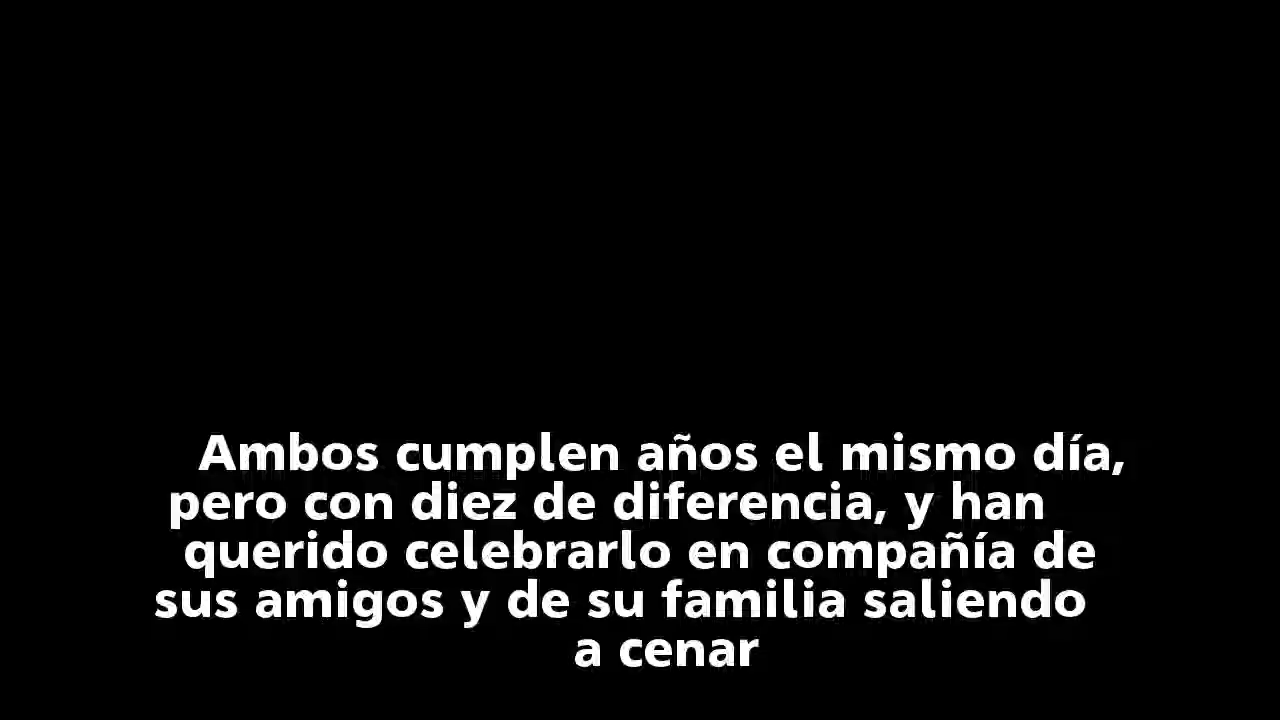 Ambos cumplen años el mismo día,
pero con diez de diferencia, y han
querido celebrarlo en compañía de
sus amigos y de su familia saliendo
a cenar